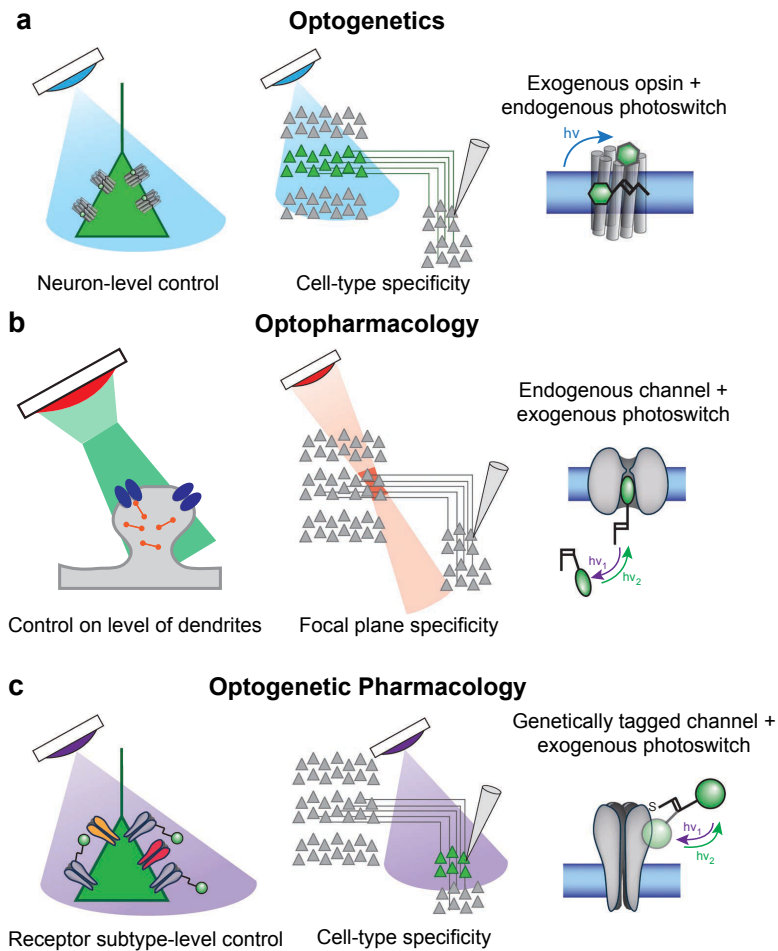 a
Optogenetics
Exogenous opsin +
endogenous photoswitch
hv
Neuron-level control
Cell-type specificity
b
Optopharmacology
Endogenous channel +
exogenous photoswitch
hv1
hv2
Control on level of dendrites
Focal plane specificity
c
Optogenetic Pharmacology
Genetically tagged channel +
exogenous photoswitch
S
hv1
hv2
Receptor subtype-level control
Cell-type specificity